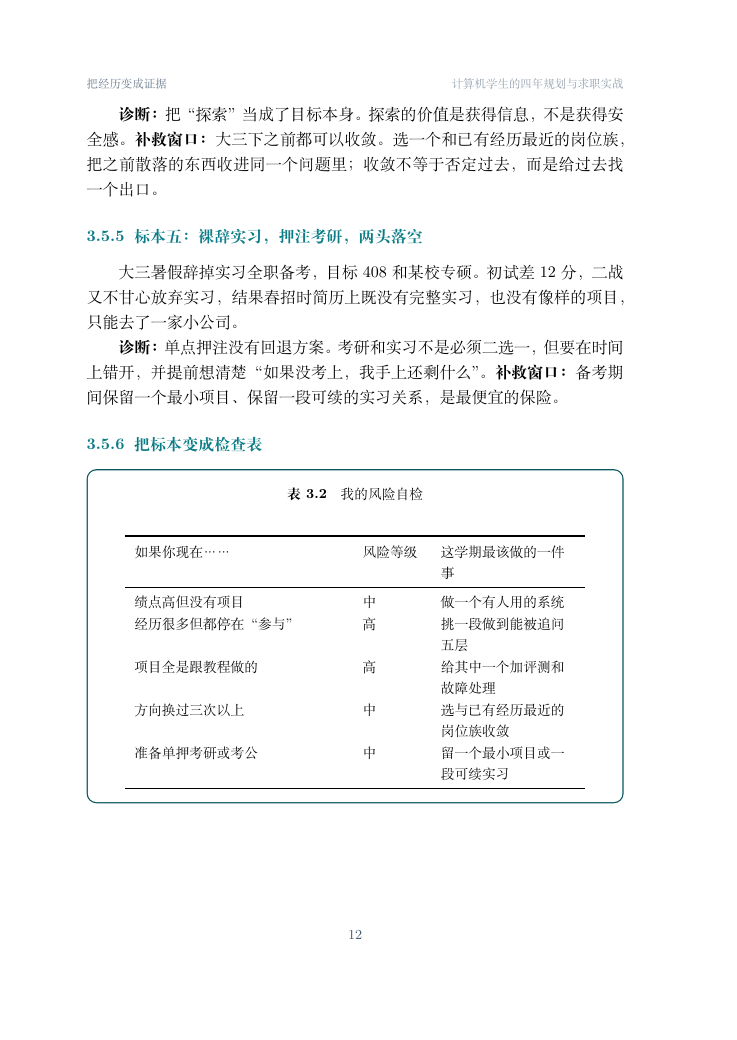 把经历变成证据
计算机学生的四年规划与求职实战
诊断：把“探索”当成了目标本身。探索的价值是获得信息，不是获得安
全感。补救窗口：大三下之前都可以收敛。选一个和已有经历最近的岗位族，
把之前散落的东西收进同一个问题里；收敛不等于否定过去，而是给过去找
一个出口。
3.5.5 标本五：裸辞实习，押注考研，两头落空
大三暑假辞掉实习全职备考，目标 408 和某校专硕。初试差 12 分，二战
又不甘心放弃实习，结果春招时简历上既没有完整实习，也没有像样的项目，
只能去了一家小公司。
诊断：单点押注没有回退方案。考研和实习不是必须二选一，但要在时间
上错开，并提前想清楚“如果没考上，我手上还剩什么”。补救窗口：备考期
间保留一个最小项目、保留一段可续的实习关系，是最便宜的保险。
3.5.6 把标本变成检查表
表 3.2 我的风险自检
如果你现在…… 风险等级 这学期最该做的一件
事
绩点高但没有项目 中 做一个有人用的系统
经历很多但都停在“参与” 高 挑一段做到能被追问
五层
项目全是跟教程做的 高 给其中一个加评测和
故障处理
方向换过三次以上 中 选与已有经历最近的
岗位族收敛
准备单押考研或考公 中 留一个最小项目或一
段可续实习
12